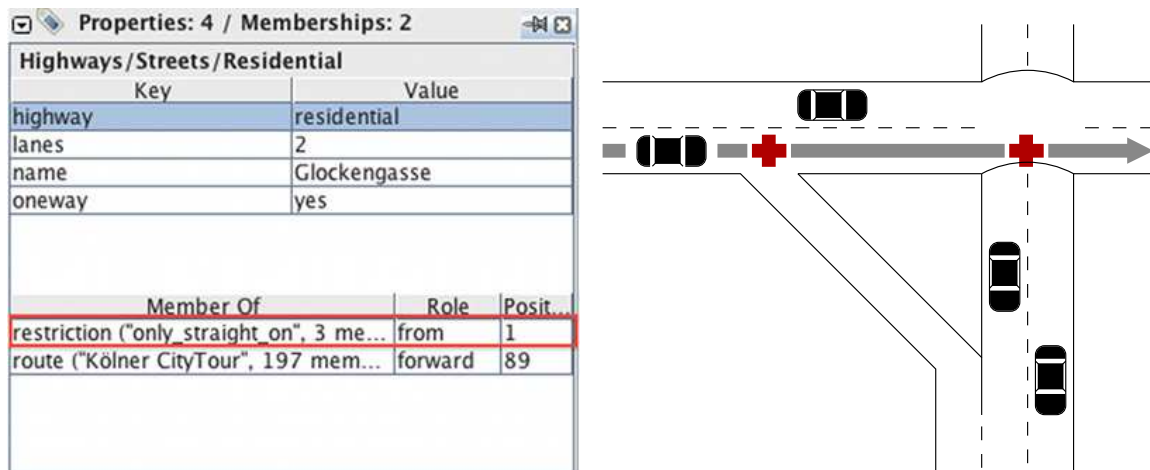 Properties: 4 / Memberships: 2
Highways/Streets/Residential
Key Value
highway residential
lanes 2
name Glockengasse
oneway yes
Member Of Role Posit...
restriction ("only_straight_on", 3 me... from 1
route ("Kölner CityTour", 197 mem... forward 89